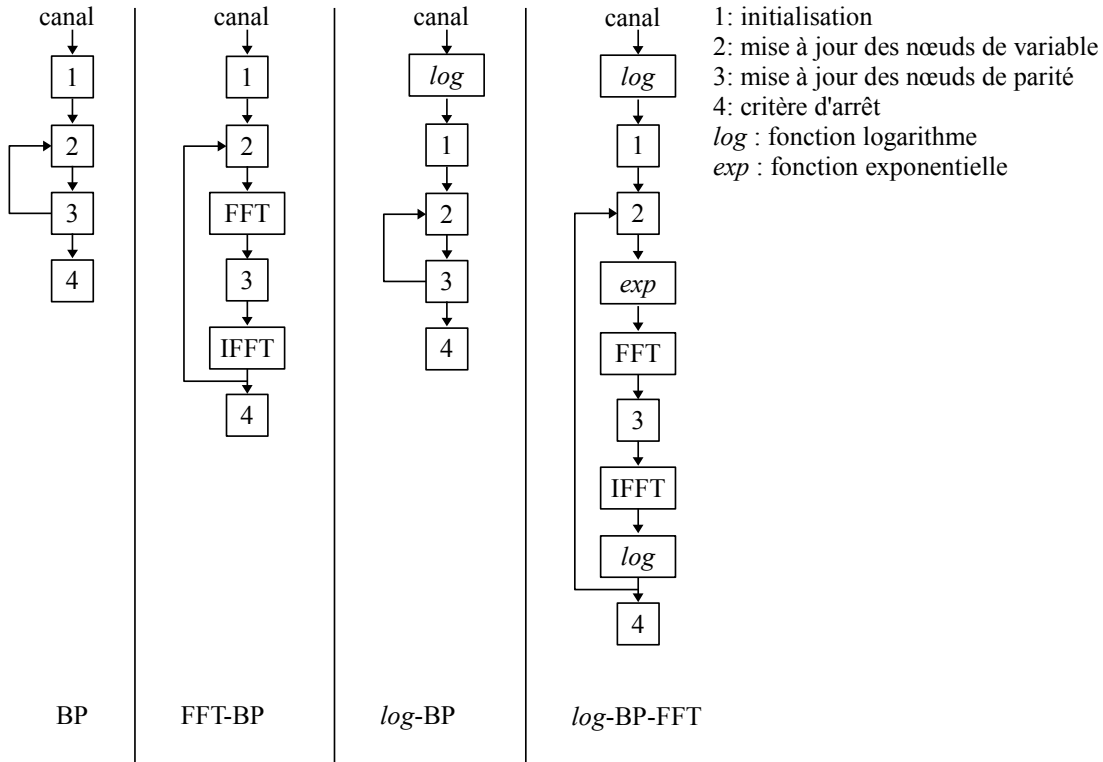 canal
1
2
3
4
BP
canal
1
2
FFT
3
IFFT
4
FFT-BP
canal
log
1
2
3
4
log-BP
canal
log
1
2
exp
FFT
3
IFFT
log
4
log-BP-FFT
1: initialisation
2: mise à jour des nœuds de variable
3: mise à jour des nœuds de parité
4: critère d'arrêt
log : fonction logarithme
exp : fonction exponentielle